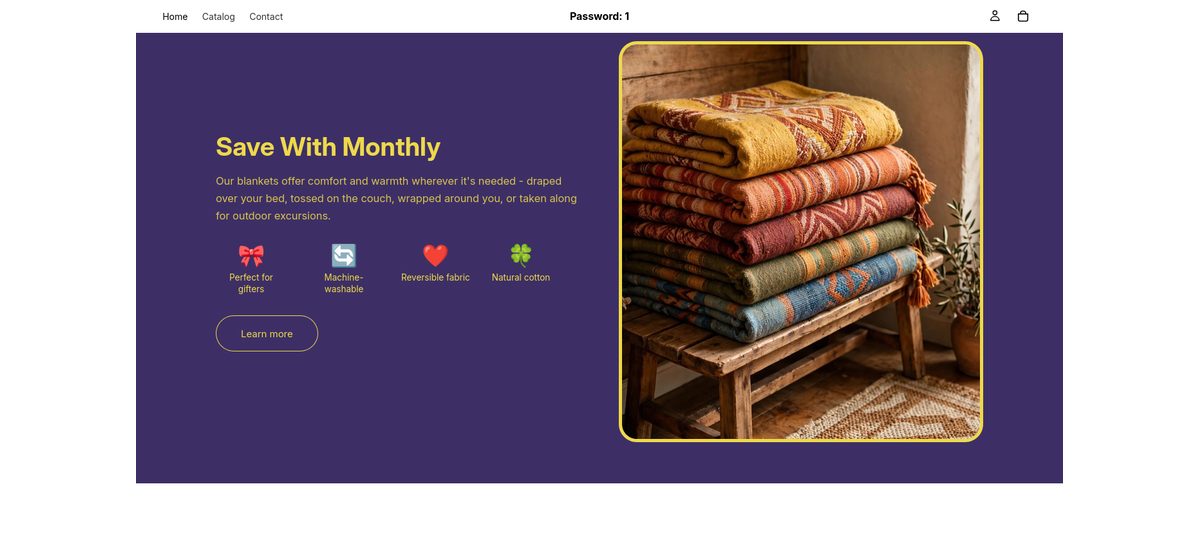 Home Catalog Contact Password: 1
Save With Monthly
Our blankets offer comfort and warmth wherever it's needed - draped
over your bed, tossed on the couch, wrapped around you, or taken along
for outdoor excursions.
Perfect for
gifters
Machine-
washable
Reversible fabric
Natural cotton
Learn more